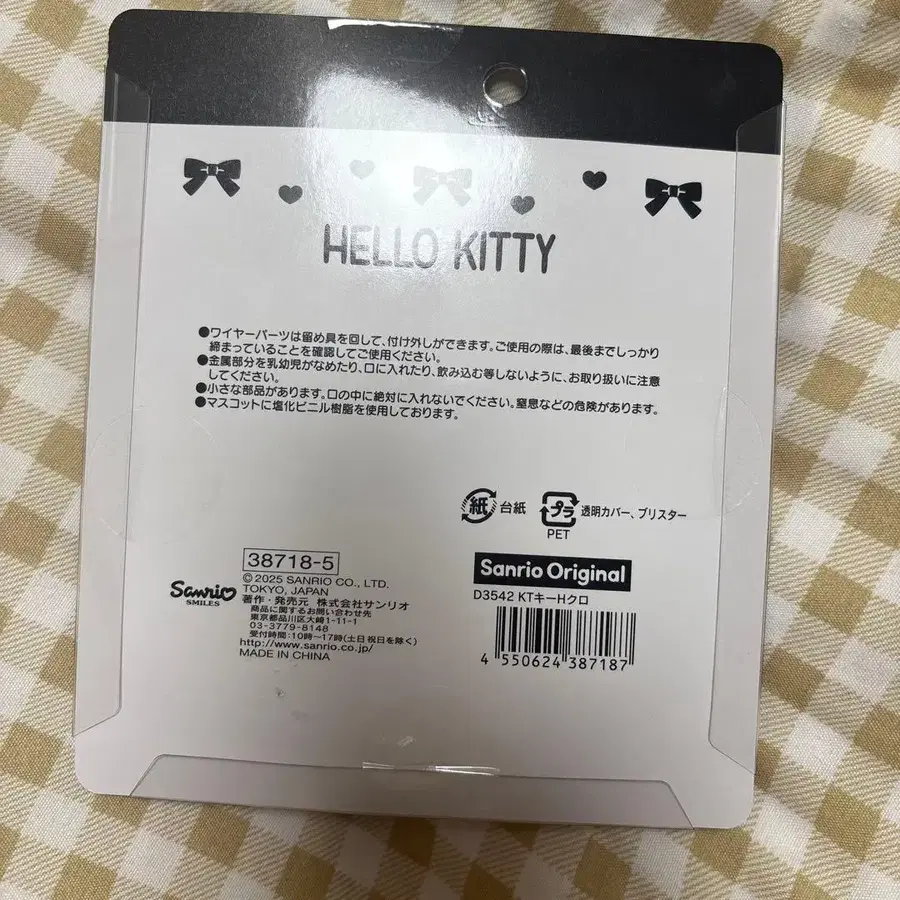 HELLO KITTY
●ワイヤーパーツは留め具を回して、付け外しができます。ご使用の際は、最後までしっかり
締まっていることを確認してご使用ください。
●金属部分を乳幼児がなめたり、口に入れたり、飲み込む等しないように、お取り扱いに注意
してください。
●小さな部品があります。口の中に絶対に入れないでください。窒息などの危険があります。
●マスコットに塩化ビニル樹脂を使用しております。
紙 台紙
プラ 透明カバー、ブリスター
PET
38718-5
Sanrio
SMILES
© 2025 SANRIO CO., LTD.
TOKYO, JAPAN
著作・発売元 株式会社サンリオ
商品に関するお問い合わせ先
東京都品川区大崎1-11-1
03-3779-8148
受付時間:10時〜17時(土日祝日を除く)
http://www.sanrio.co.jp/
MADE IN CHINA
Sanrio Original
D3542 KTキーHクロ
4 550624 387187